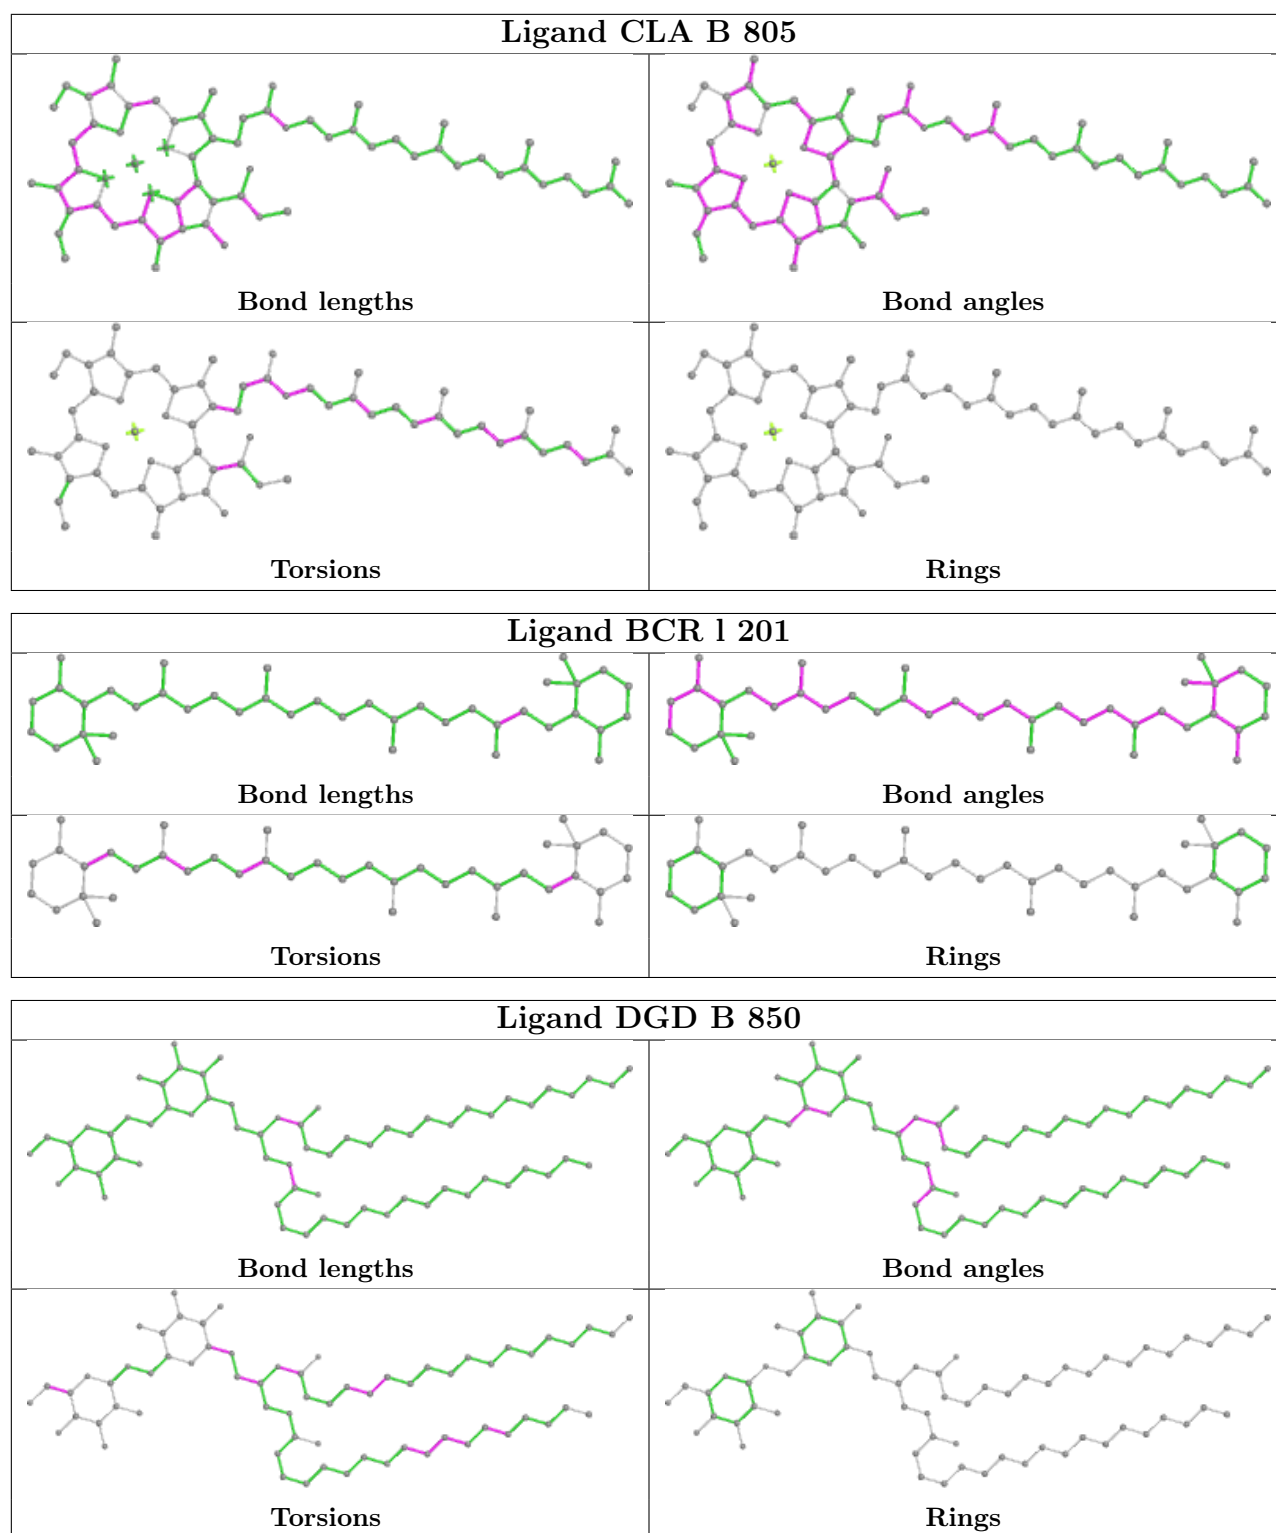 Ligand CLA B 805
Bond lengths
Bond angles
Torsions
Rings
Ligand BCR l 201
Bond lengths
Bond angles
Torsions
Rings
Ligand DGD B 850
Bond lengths
Bond angles
Torsions
Rings